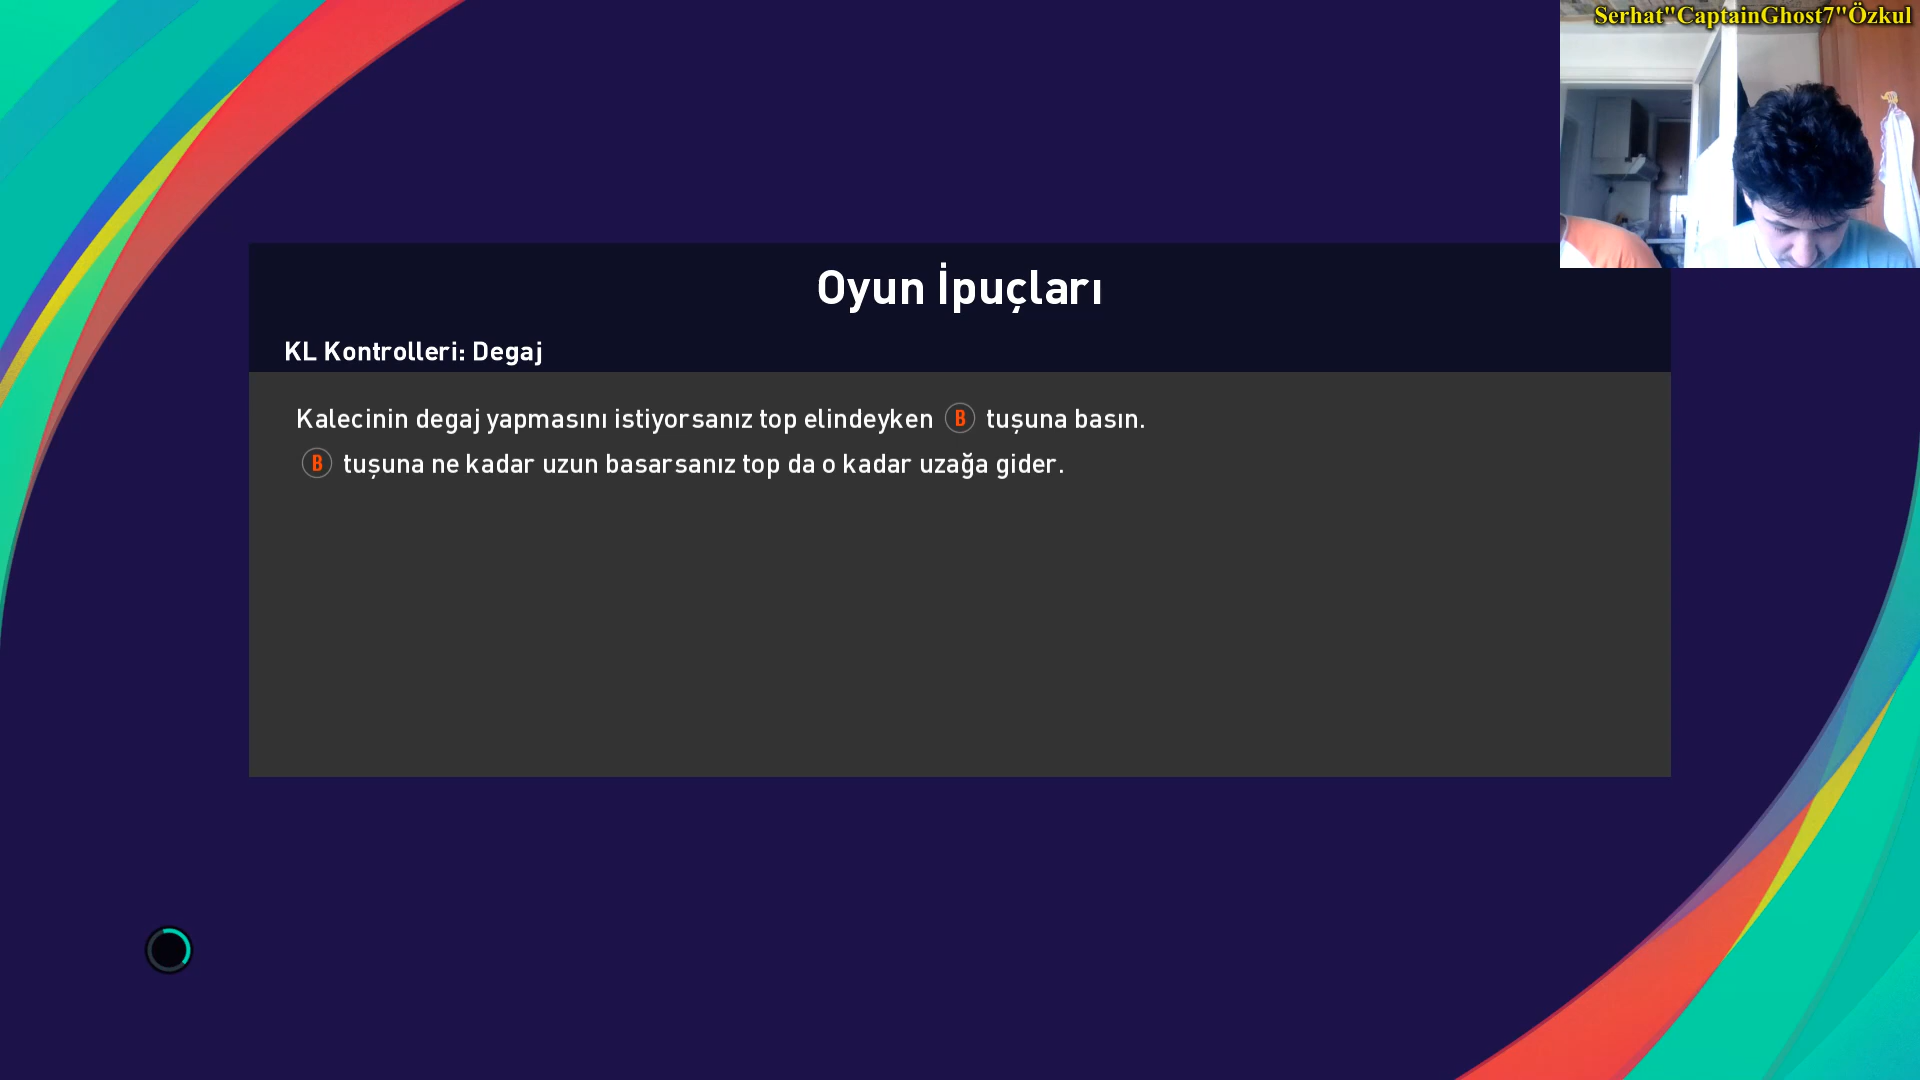 Serhat"CaptainGhost7"Özkul
Oyun İpuçları
KL Kontrolleri: Degaj
Kalecinin degaj yapmasını istiyorsanız top elindeyken B tuşuna basın.
B tuşuna ne kadar uzun basarsanız top da o kadar uzağa gider.